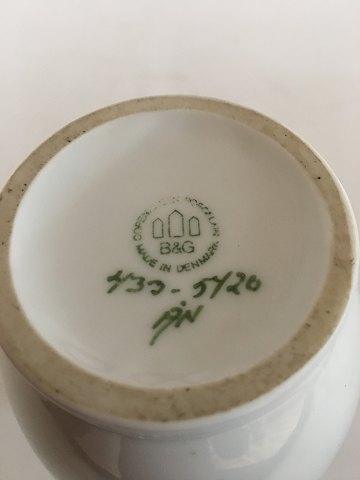 COPENHAGEN PORCELAIN
B&G
MADE IN DENMARK
433-5420